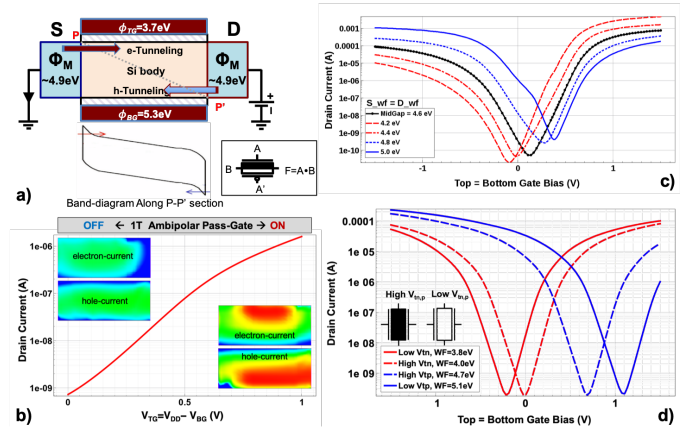 S
ϕTG=3.7eV
D
P
e-Tunneling
ΦM
~4.9eV
Si body
ΦM
~4.9eV
h-Tunneling
P'
ϕBG=5.3eV
+
A
B
F=A•B
A'
a)
Band-diagram Along P-P' section
Drain Current (A)
0.001
0.0001
1e-05
1e-06
1e-07
1e-08
1e-09
1e-10
S_wf = D_wf
MidGap = 4.6 eV
4.2 eV
4.4 eV
4.8 eV
5.0 eV
-1
0
1
Top = Bottom Gate Bias (V)
c)
OFF ← 1T Ambipolar Pass-Gate → ON
Drain Current (A)
1e-06
1e-07
1e-08
1e-09
electron-current
hole-current
electron-current
hole-current
0
0.5
1
VTG=VDD− VBG (V)
b)
Drain Current (A)
0.0001
1e-05
1e-06
1e-07
1e-08
1e 09
High Vtn,p
Low Vtn,p
Low Vtn, WF=3.8eV
High Vtn, WF=4.0eV
High Vtp, WF=4.7eV
Low Vtp, WF=5.1eV
-1
0
1
Top = Bottom Gate Bias (V)
d)